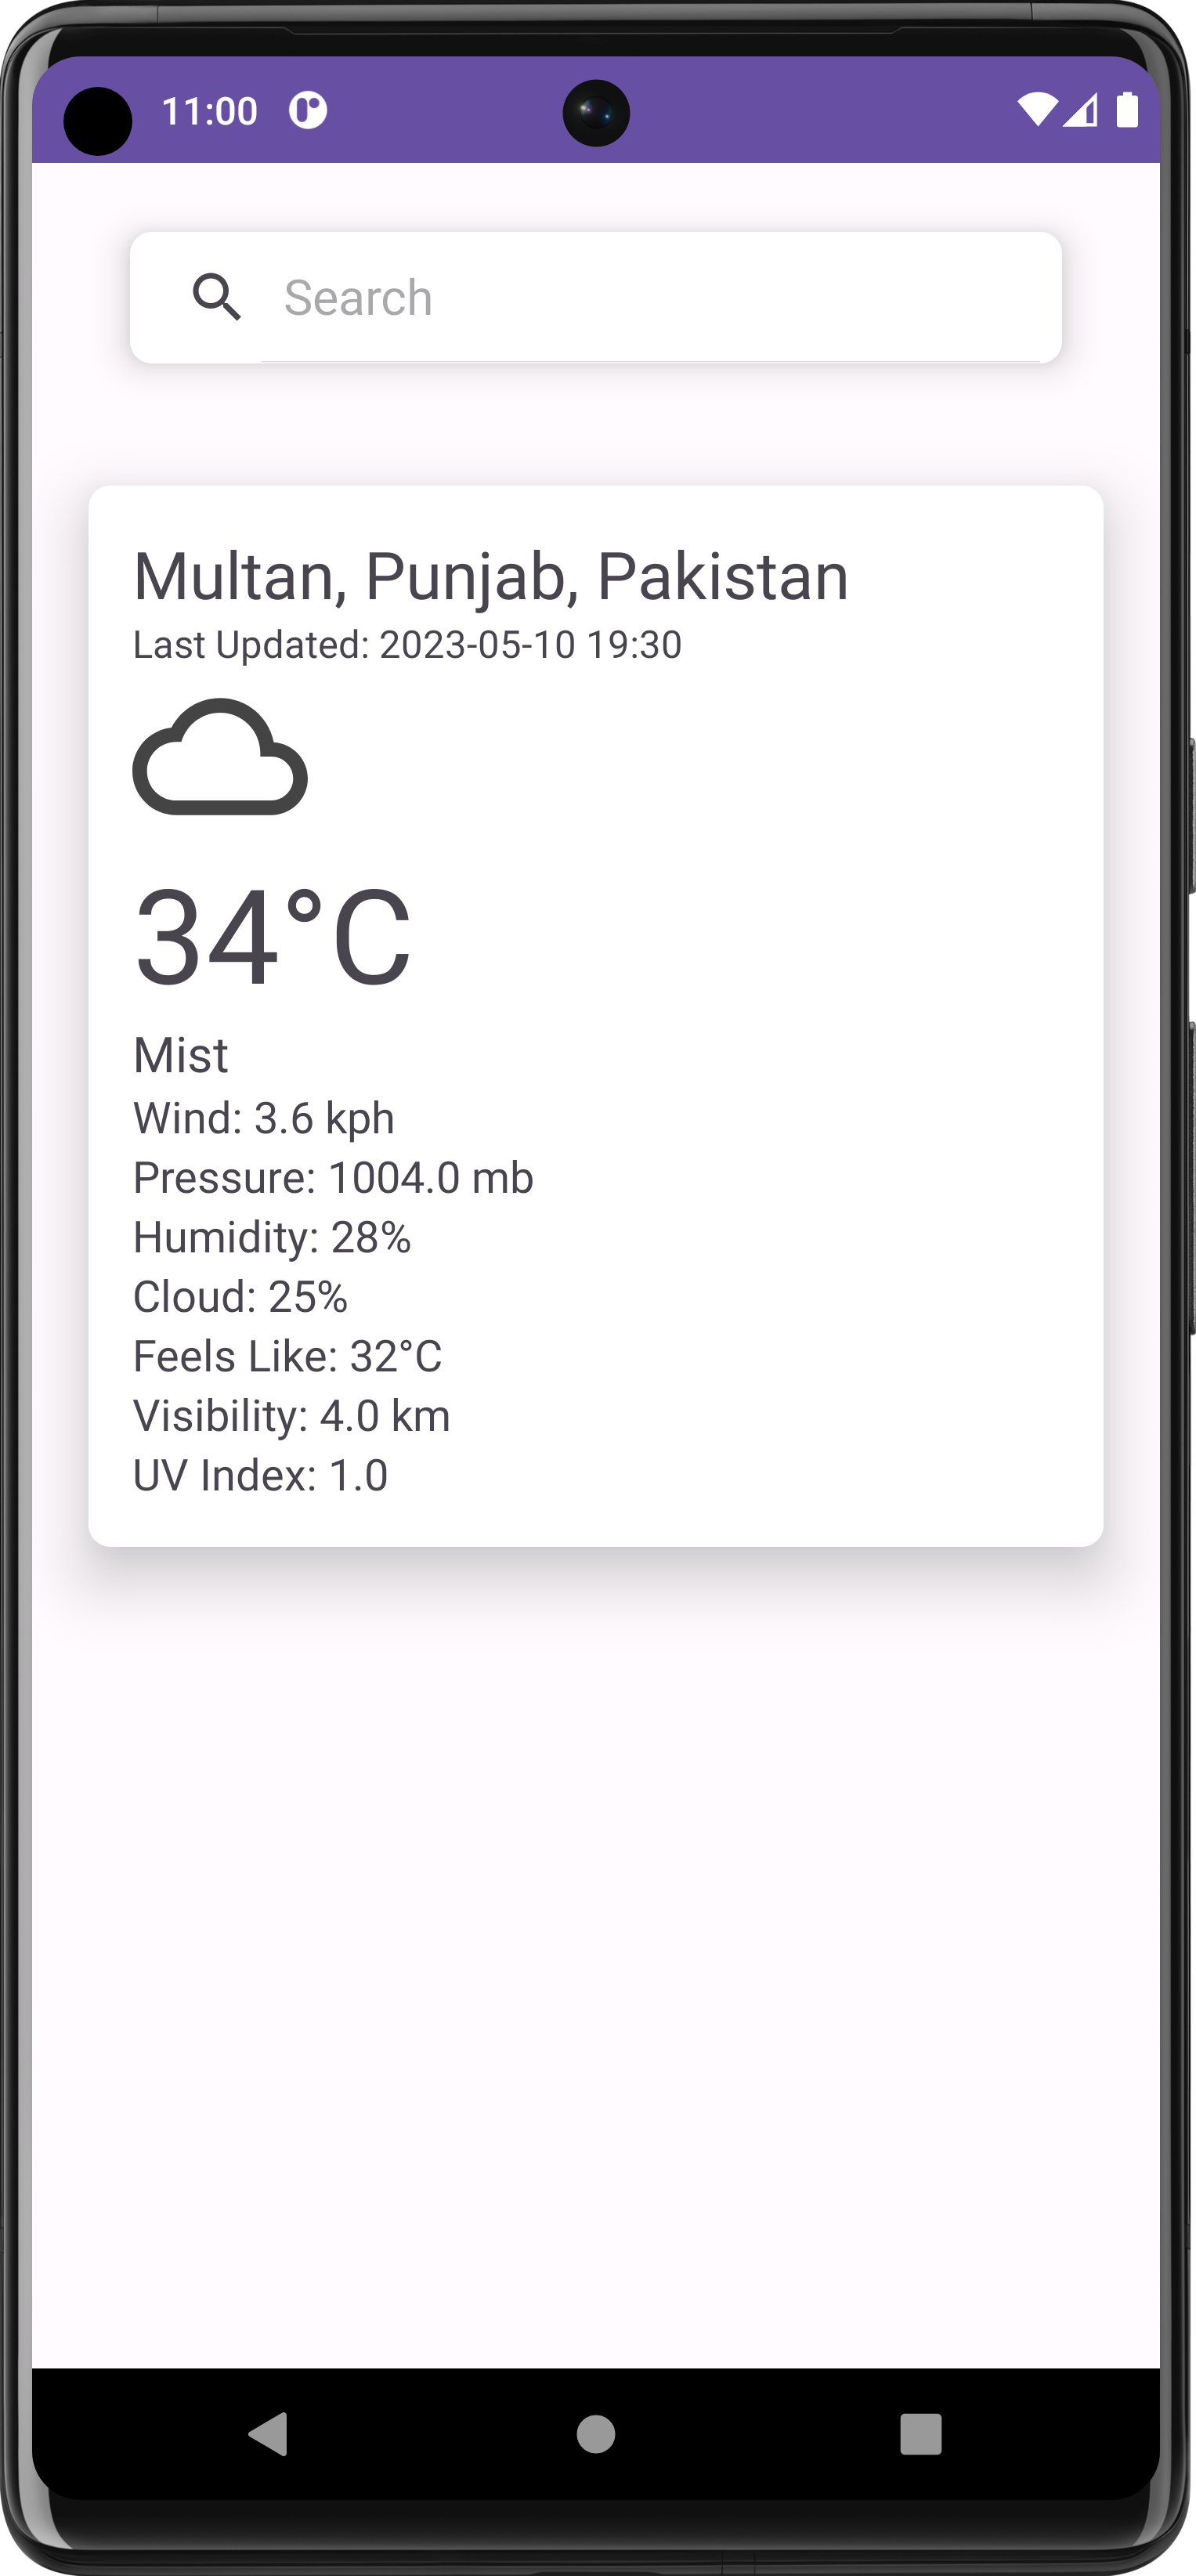 11:00
Search
Multan, Punjab, Pakistan
Last Updated: 2023-05-10 19:30
34°C
Mist
Wind: 3.6 kph
Pressure: 1004.0 mb
Humidity: 28%
Cloud: 25%
Feels Like: 32°C
Visibility: 4.0 km
UV Index: 1.0